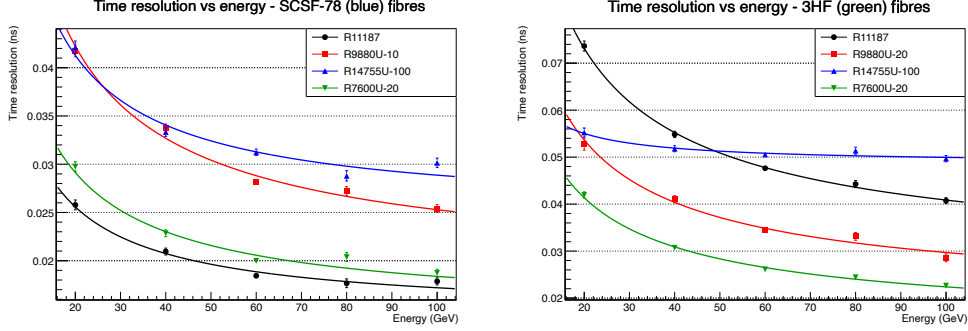 Time resolution vs energy - SCSF-78 (blue) fibres
Time resolution (ns)
0.04
0.035
0.03
0.025
0.02
R11187
R9880U-10
R14755U-100
R7600U-20
20
30
40
50
60
70
80
90
100
Energy (GeV)
Time resolution vs energy - 3HF (green) fibres
Time resolution (ns)
0.07
0.06
0.05
0.04
0.03
0.02
R11187
R9880U-20
R14755U-100
R7600U-20
20
30
40
50
60
70
80
90
100
Energy (GeV)